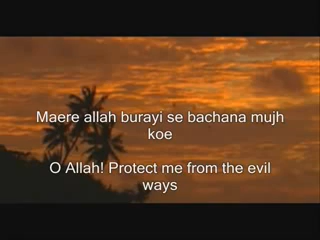 Maere allah burayi se bachana mujh
koe
O Allah! Protect me from the evil
ways